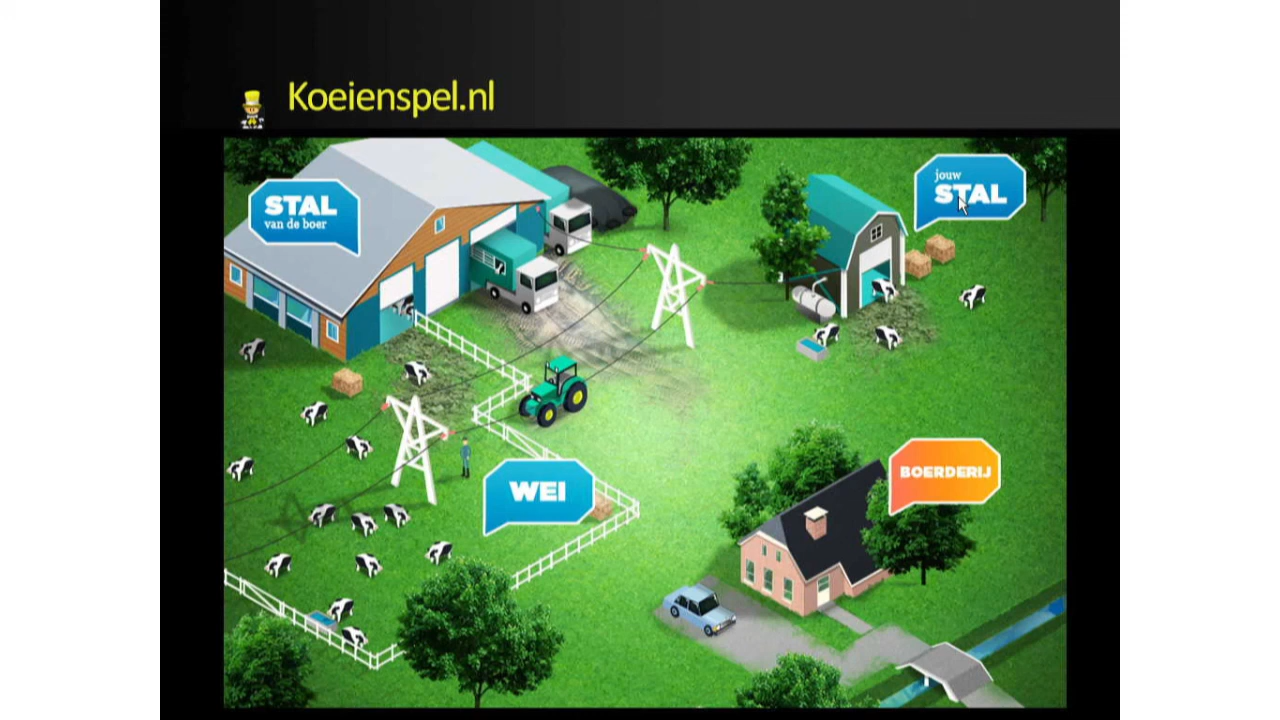 Koeienspel.nl
STAL
van de boer
jouw
STAL
WEI
BOERDERIJ